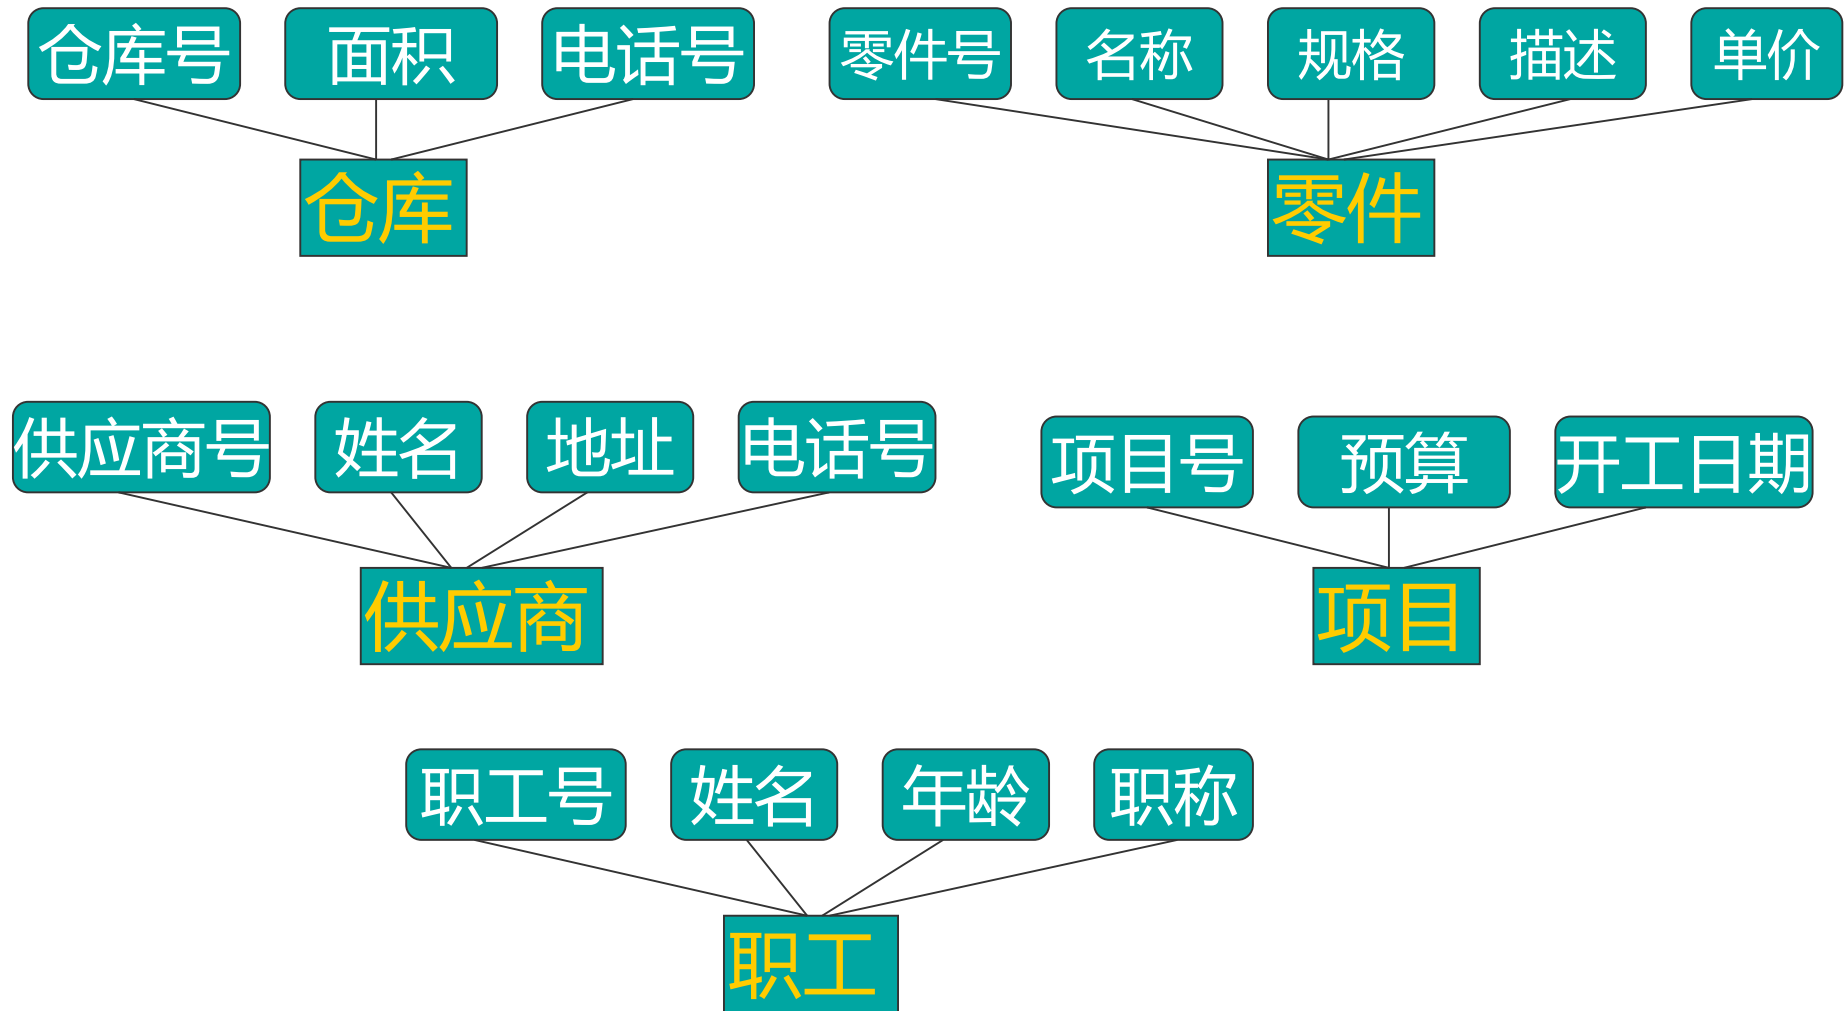 仓库号 面积 电话号 零件号 名称 规格 描述 单价
仓库 零件
供应商号 姓名 地址 电话号 项目号 预算 开工日期
供应商 项目
职工号 姓名 年龄 职称
职工